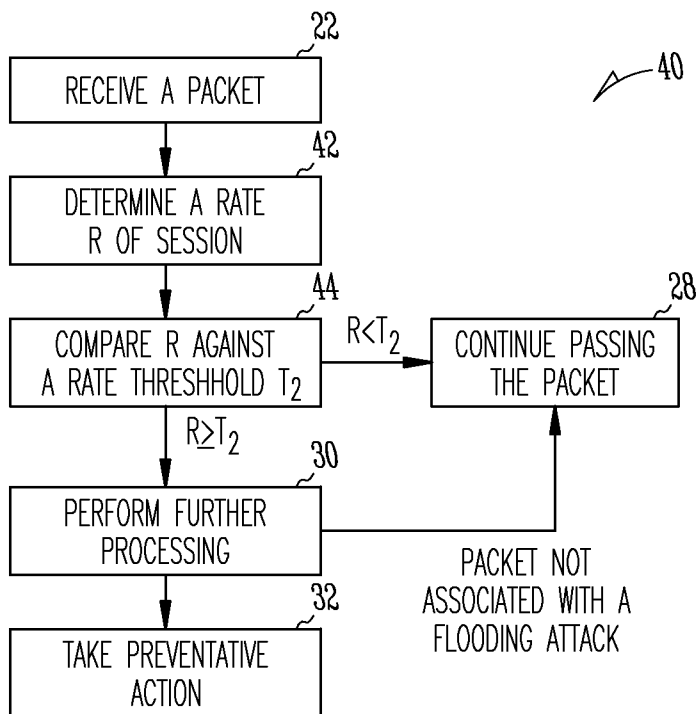 22
RECEIVE A PACKET
40
42
DETERMINE A RATE
R OF SESSION
44
COMPARE R AGAINST
A RATE THRESHHOLD T2
R<T2
28
CONTINUE PASSING
THE PACKET
R≥T2
30
PERFORM FURTHER
PROCESSING
PACKET NOT
ASSOCIATED WITH A
FLOODING ATTACK
32
TAKE PREVENTATIVE
ACTION